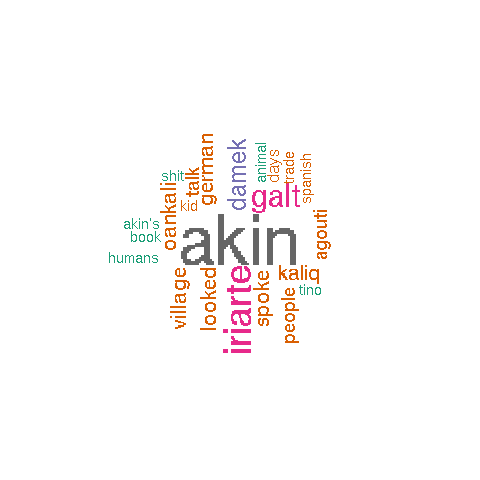 german
damek
animal
days
trade
spanish
shit
talk
oankali
kid
galt
akin's
book
akin
agouti
humans
village
looked
iriarte
spoke
kaliq
people
tino